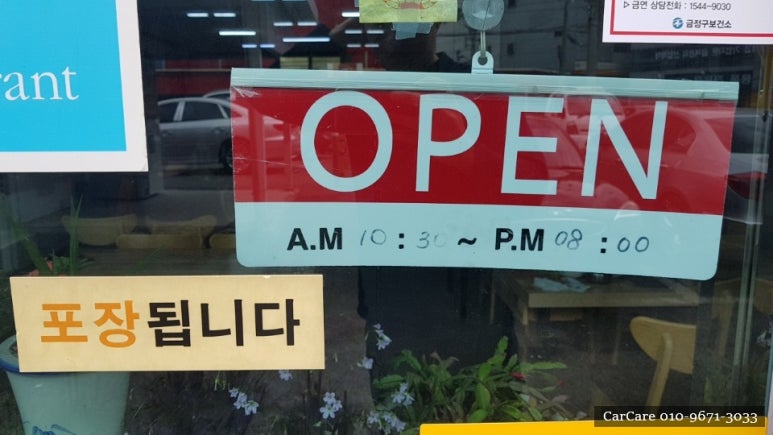 ▷ 금연 상담전화 : 1544-9030
금정구보건소
rant
OPEN
A.M 10 : 30 ~ P.M 08 : 00
포장됩니다
CarCare 010-9671-3033